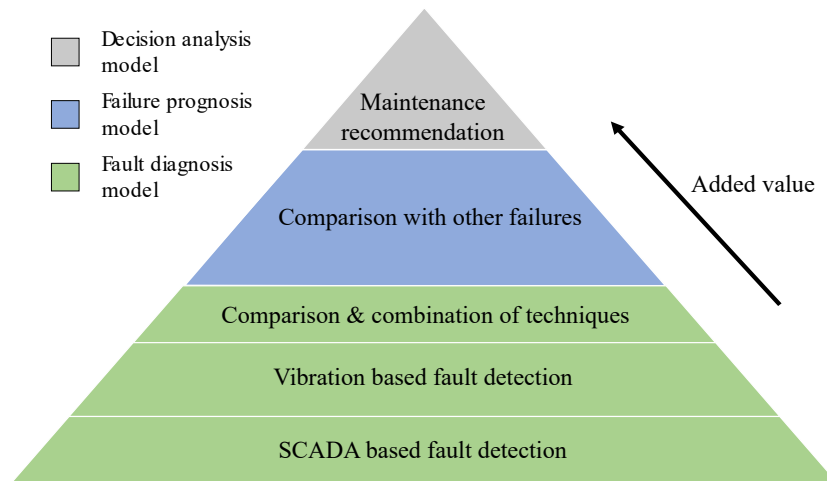 Decision analysis
model
Failure prognosis
model
Fault diagnosis
model
Maintenance
recommendation
Added value
Comparison with other failures
Comparison & combination of techniques
Vibration based fault detection
SCADA based fault detection